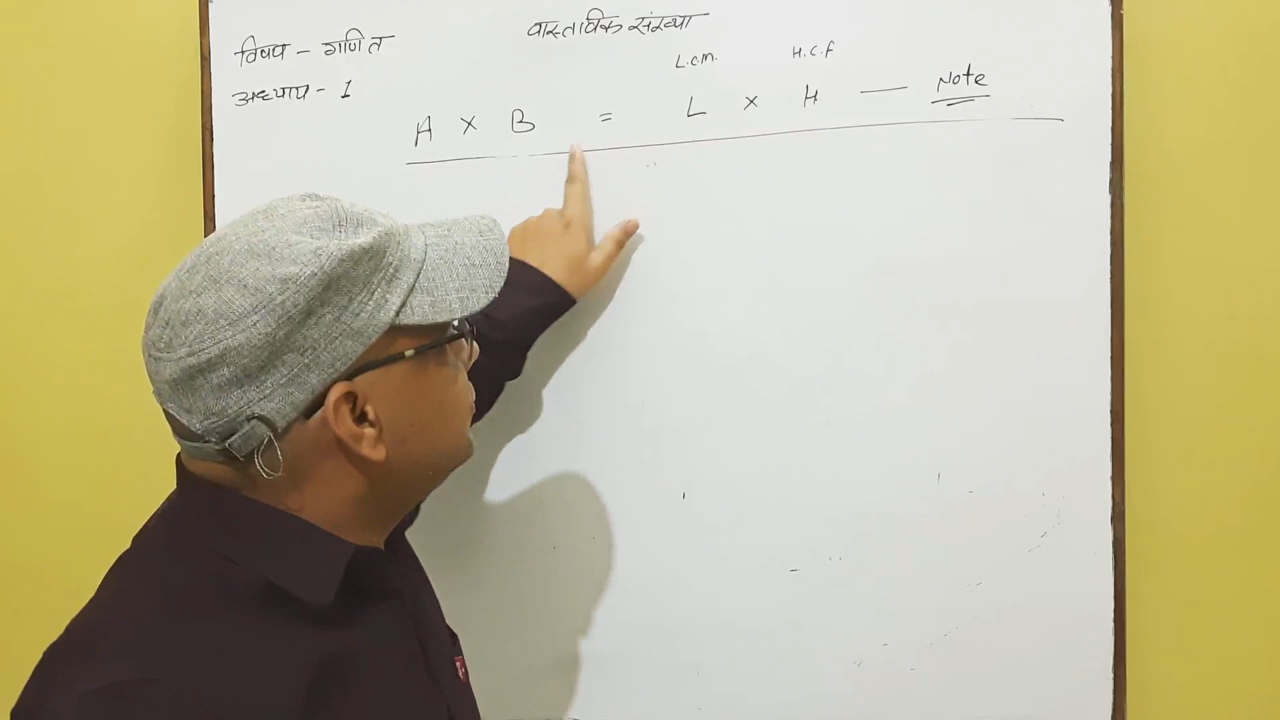 वास्तविक संख्या
विषय - गणित
अध्याय - 1
L.C.M. H.C.F
A × B = L × H — Note